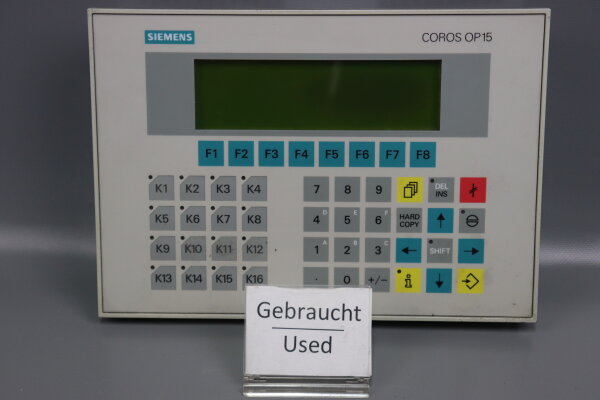 SIEMENS COROS OP15
F1 F2 F3 F4 F5 F6 F7 F8
K1 K2 K3 K4 7 8 9 DEL INS
K5 K6 K7 K8 4 D 5 E 6 F HARD COPY
K9 K10 K11 K12 1 A 2 B 3 C SHIFT
K13 K14 K15 K16 . 0 +/- i
Gebraucht
Used